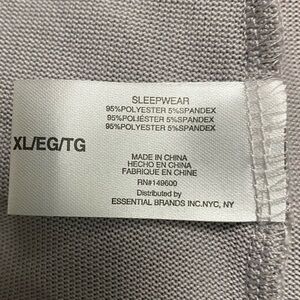 SLEEPWEAR
95%POLYESTER 5%SPANDEX
95%POLIÉSTER 5%SPANDEX
95%POLYESTER 5%SPANDEX
XL/EG/TG
MADE IN CHINA
HECHO EN CHINA
FABRIQUE EN CHINE
RN#149600
Distributed by
ESSENTIAL BRANDS INC.NYC, NY